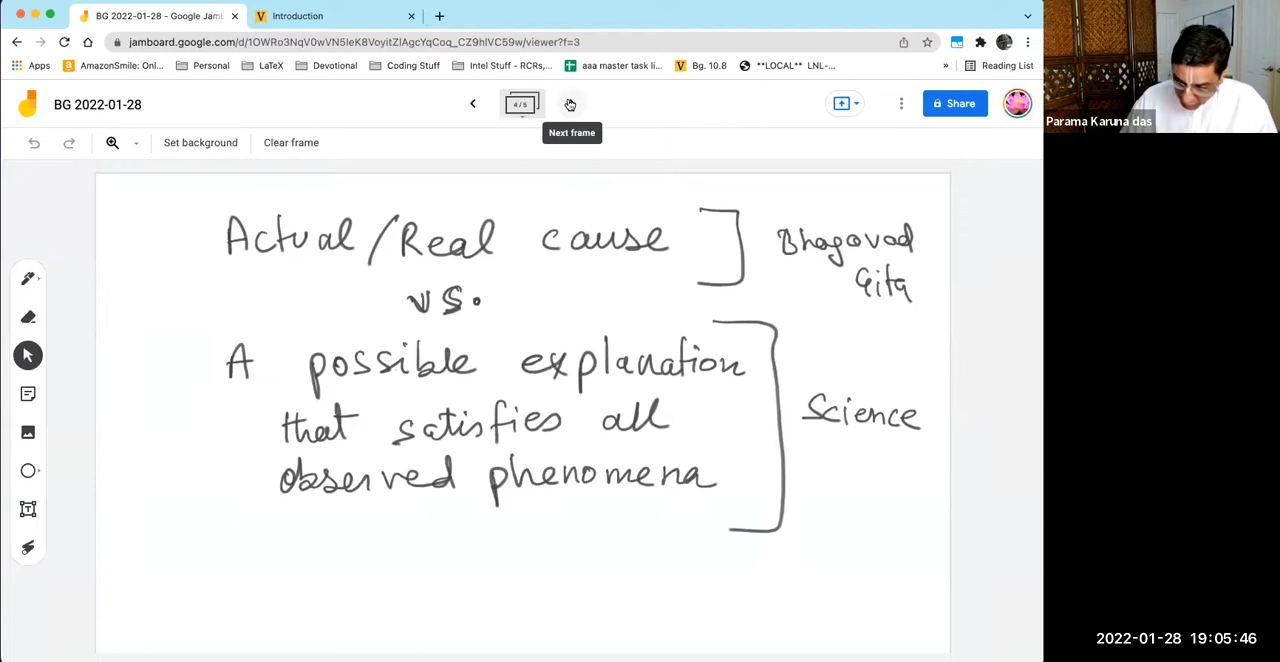 BG 2022-01-28 - Google Jam
Introduction
jamboard.google.com/d/1OWRo3NqV0wVN5leK8VoyitZlAgcYqCoq_CZ9hlVC59w/viewer?f=3
Apps AmazonSmile: Onl... Personal LaTeX Devotional Coding Stuff Intel Stuff - RCRs,... aaa master task li... Bg. 10.8 **LOCAL** LNL-... » Reading List
BG 2022-01-28
4 / 5
Share
Next frame
Parama Karuna das
Set background Clear frame
Actual/Real cause
Bhagavad
Gita
vs.
A possible explanation
that satisfies all
observed phenomena
Science
2022-01-28 19:05:46